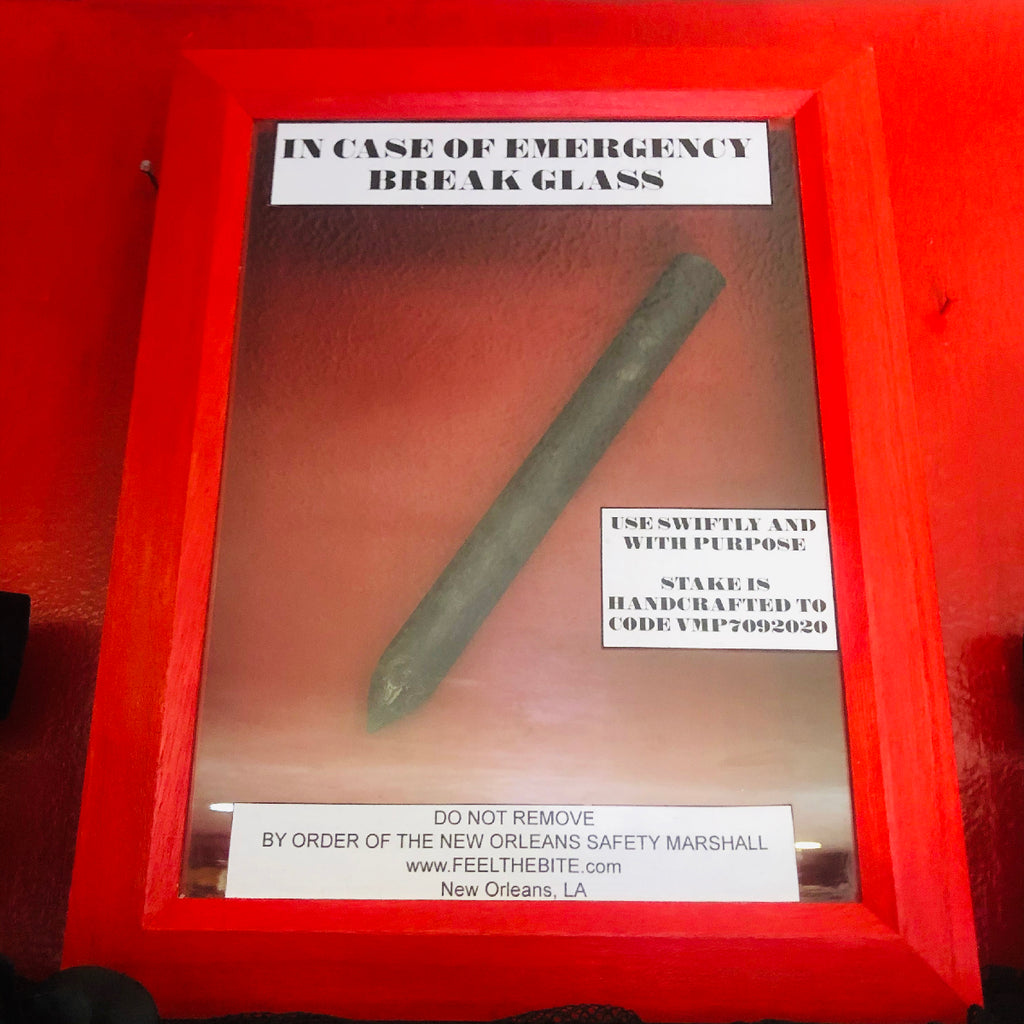 IN CASE OF EMERGENCY
BREAK GLASS
USE SWIFTLY AND
WITH PURPOSE
STAKE IS
HANDCRAFTED TO
CODE VMP7092020
DO NOT REMOVE
BY ORDER OF THE NEW ORLEANS SAFETY MARSHALL
www.FEELTHEBITE.com
New Orleans, LA